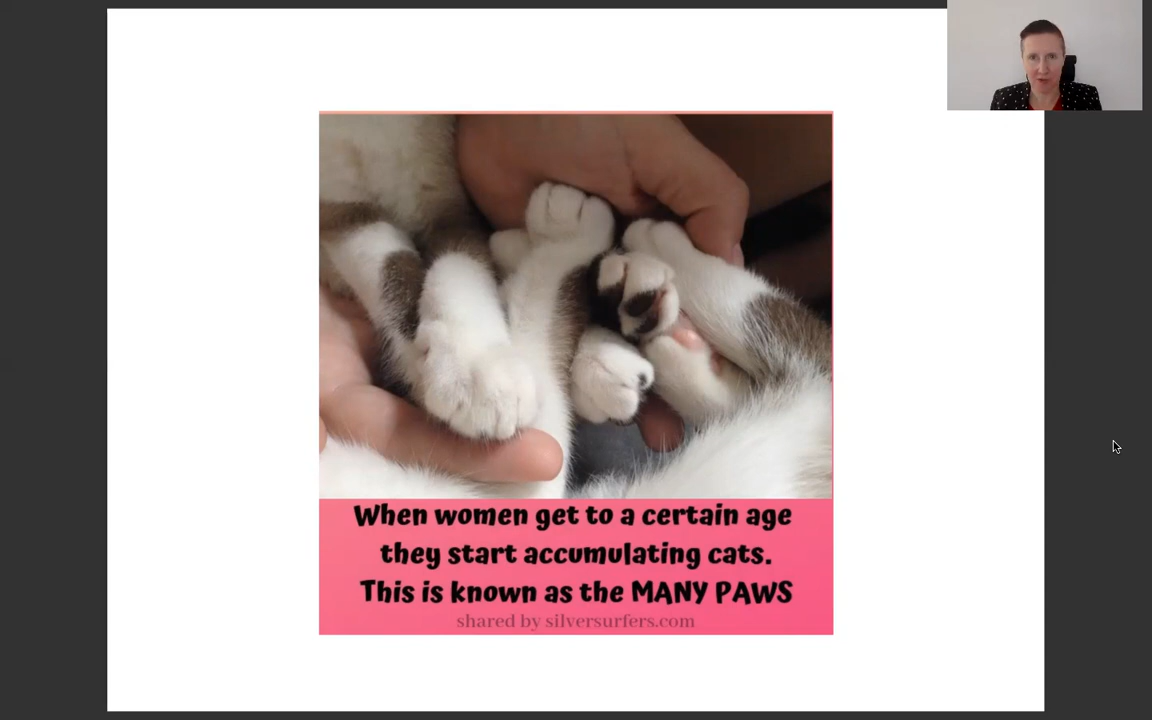 When women get to a certain age
they start accumulating cats.
This is known as the MANY PAWS
shared by silversurfers.com